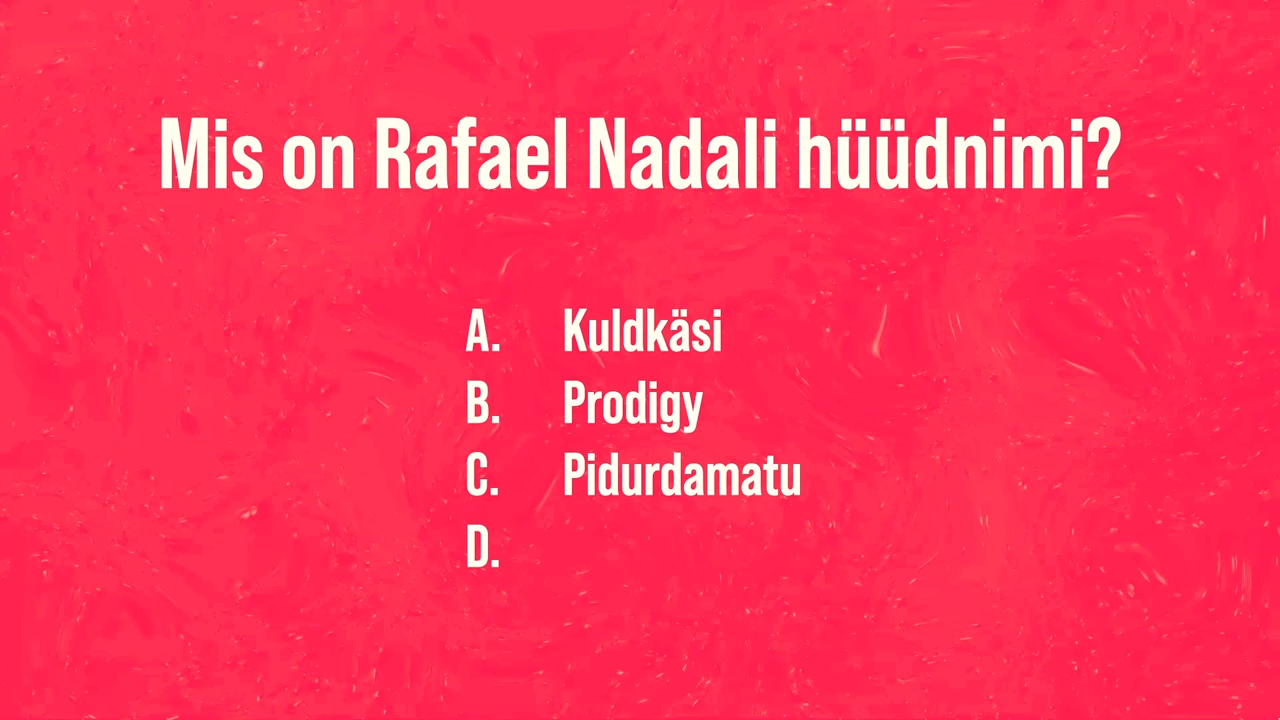 Mis on Rafael Nadali hüüdnimi?
A. Kuldkäsi
B. Prodigy
C. Pidurdamatu
D.